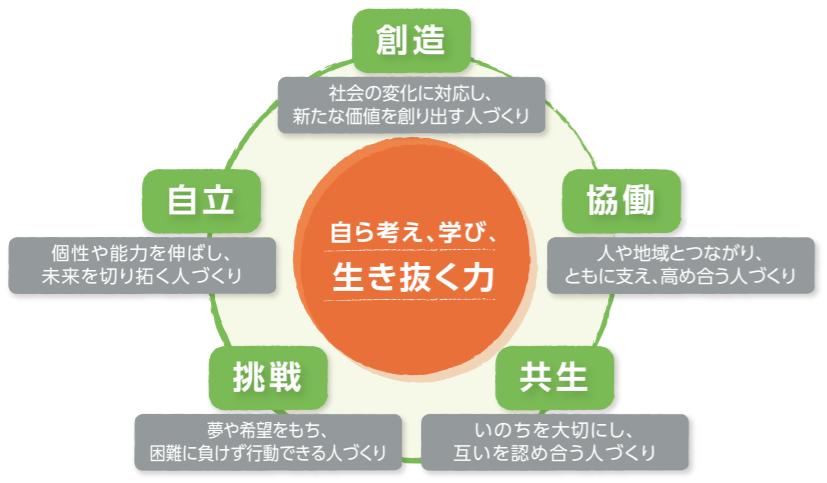 創造
社会の変化に対応し、
新たな価値を創り出す人づくり
自立
個性や能力を伸ばし、
未来を切り拓く人づくり
協働
人や地域とつながり、
ともに支え、高め合う人づくり
自ら考え、学び、
生き抜く力
挑戦
夢や希望をもち、
困難に負けず行動できる人づくり
共生
いのちを大切にし、
互いを認め合う人づくり